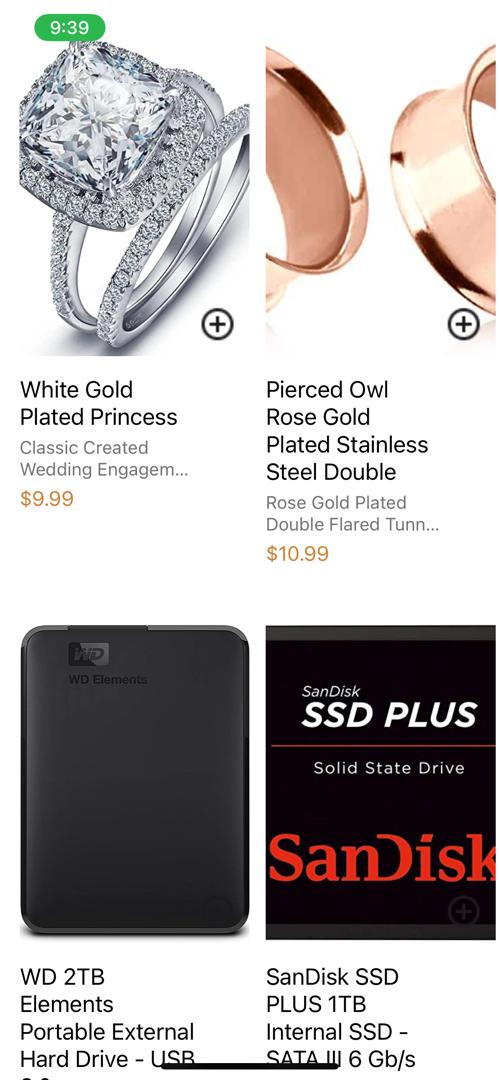 9:39
White Gold
Plated Princess
Classic Created
Wedding Engagem...
$9.99
Pierced Owl
Rose Gold
Plated Stainless
Steel Double
Rose Gold Plated
Double Flared Tunn...
$10.99
WD
WD Elements
SanDisk
SSD PLUS
Solid State Drive
SanDisk
WD 2TB
Elements
Portable External
Hard Drive - USB
SanDisk SSD
PLUS 1TB
Internal SSD -
SATA III 6 Gb/s